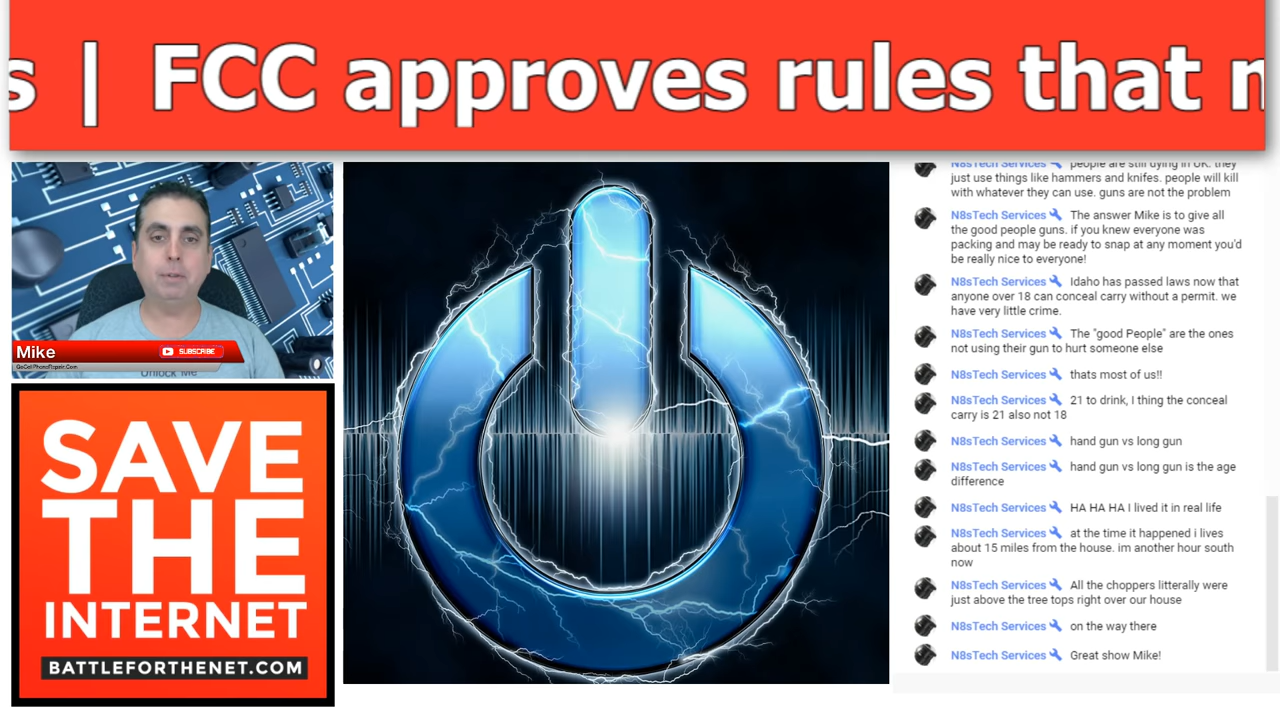 s | FCC approves rules that
Mike
SUBSCRIBE
GoCellPhoneRepair.Com
Unlock Me
SAVE
THE
INTERNET
BATTLEFORTHENET.COM
N8sTech Services people are still dying in UK. they
just use things like hammers and knifes. people will kill
with whatever they can use. guns are not the problem
N8sTech Services The answer Mike is to give all
the good people guns. if you knew everyone was
packing and may be ready to snap at any moment you'd
be really nice to everyone!
N8sTech Services Idaho has passed laws now that
anyone over 18 can conceal carry without a permit. we
have very little crime.
N8sTech Services The "good People" are the ones
not using their gun to hurt someone else
N8sTech Services thats most of us!!
N8sTech Services 21 to drink, I thing the conceal
carry is 21 also not 18
N8sTech Services hand gun vs long gun
N8sTech Services hand gun vs long gun is the age
difference
N8sTech Services HA HA HA I lived it in real life
N8sTech Services at the time it happened i lives
about 15 miles from the house. im another hour south
now
N8sTech Services All the choppers litterally were
just above the tree tops right over our house
N8sTech Services on the way there
N8sTech Services Great show Mike!